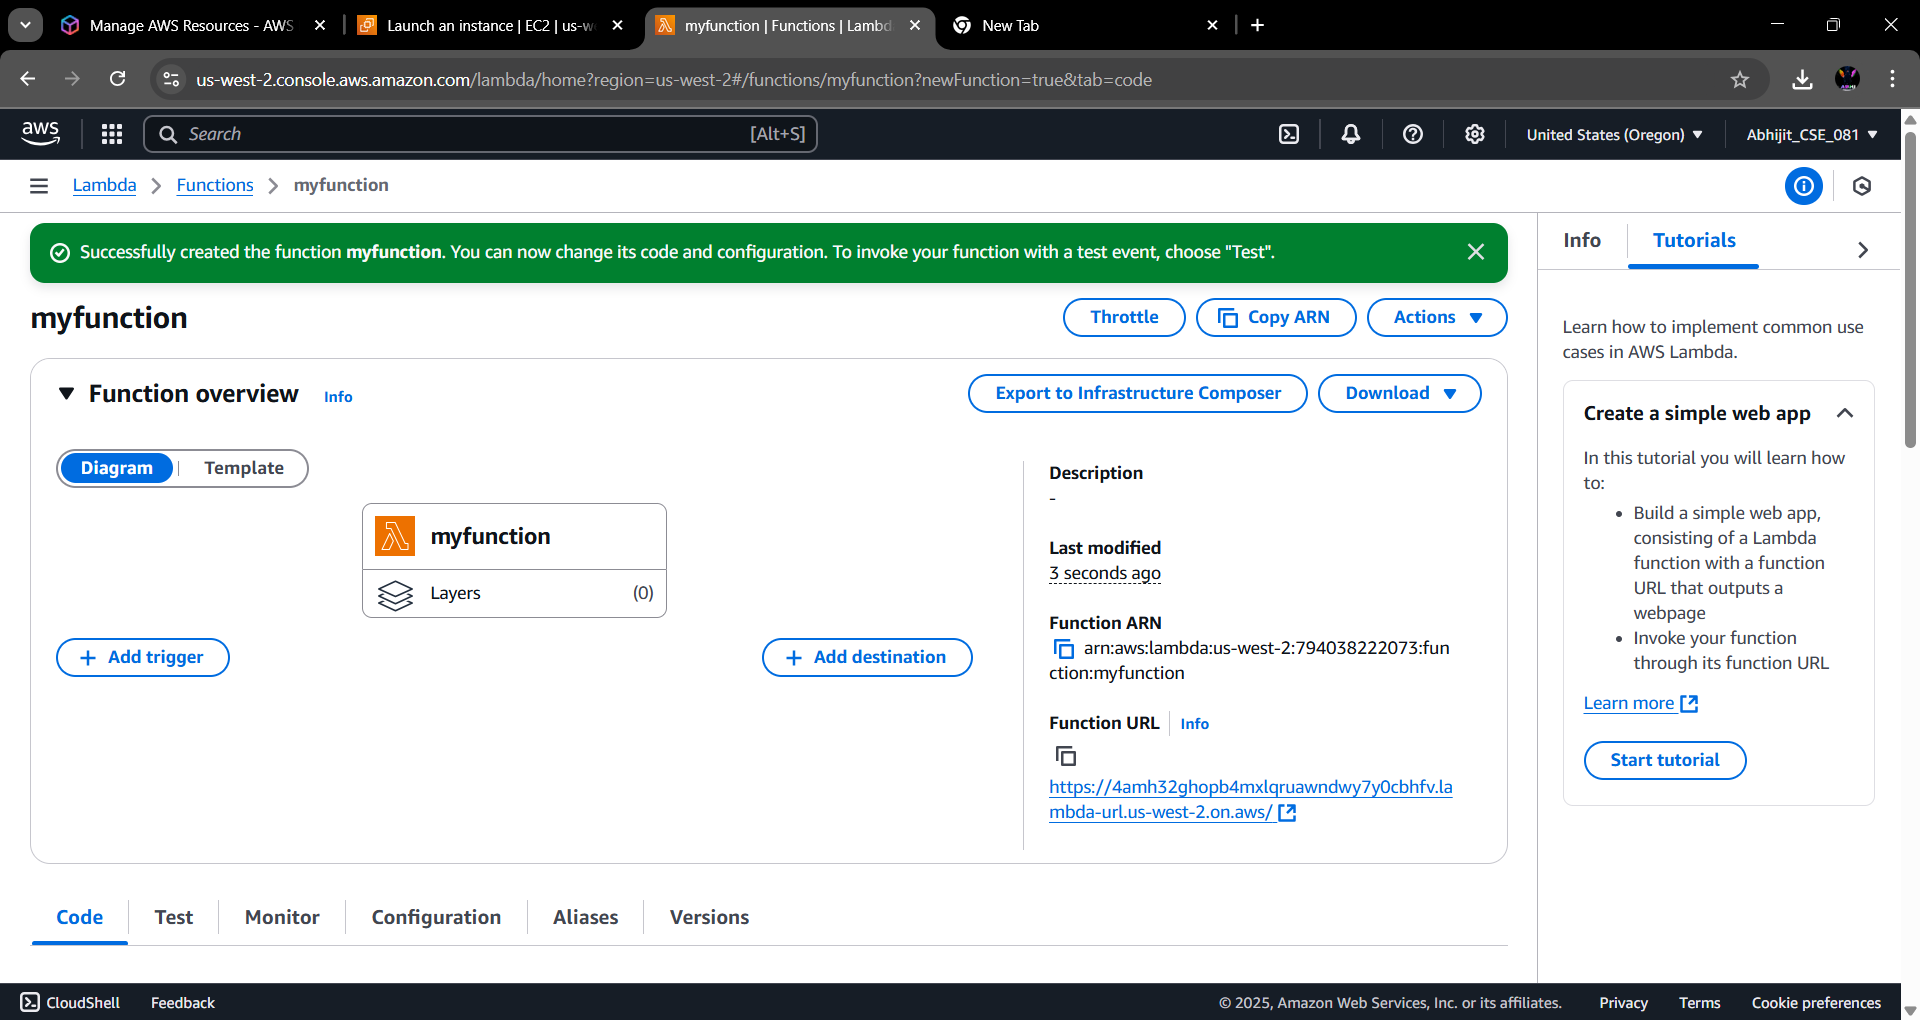 Manage AWS Resources - AWS
Launch an instance | EC2 | us-we
myfunction | Functions | Lambd
New Tab
us-west-2.console.aws.amazon.com/lambda/home?region=us-west-2#/functions/myfunction?newFunction=true&tab=code
aws
Search
[Alt+S]
United States (Oregon)
Abhijit_CSE_081
Lambda
Functions
myfunction
Successfully created the function myfunction. You can now change its code and configuration. To invoke your function with a test event, choose "Test".
myfunction
Throttle
Copy ARN
Actions
Function overview
Info
Export to Infrastructure Composer
Download
Diagram
Template
myfunction
Layers
(0)
+ Add trigger
+ Add destination
Description
-
Last modified
3 seconds ago
Function ARN
arn:aws:lambda:us-west-2:794038222073:fun
ction:myfunction
Function URL
Info
https://4amh32ghopb4mxlqruawndwy7y0cbhfv.la
mbda-url.us-west-2.on.aws/
Code
Test
Monitor
Configuration
Aliases
Versions
Info
Tutorials
Learn how to implement common use
cases in AWS Lambda.
Create a simple web app
In this tutorial you will learn how
to:
• Build a simple web app,
consisting of a Lambda
function with a function
URL that outputs a
webpage
• Invoke your function
through its function URL
Learn more
Start tutorial
CloudShell
Feedback
© 2025, Amazon Web Services, Inc. or its affiliates.
Privacy
Terms
Cookie preferences